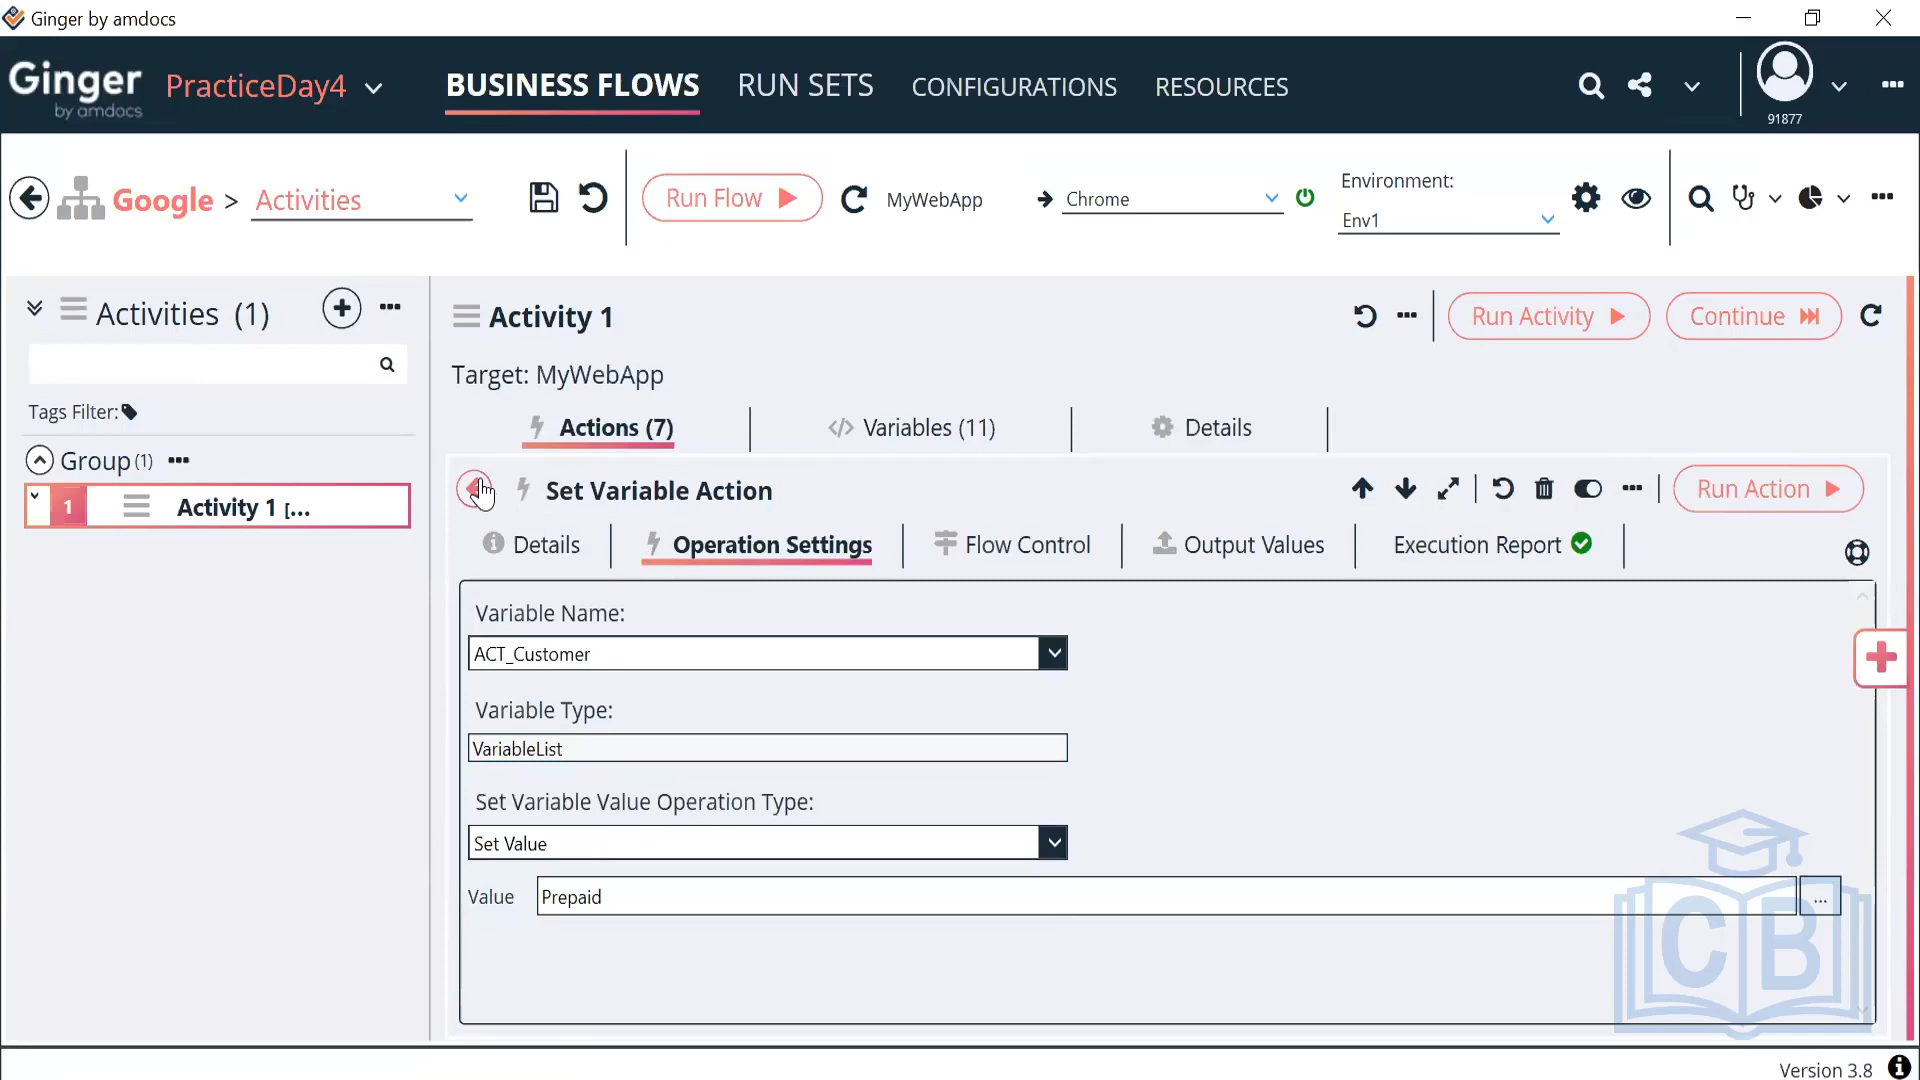 Ginger by amdocs
Ginger by amdocs PracticeDay4 BUSINESS FLOWS RUN SETS CONFIGURATIONS RESOURCES 91877
Google > Activities Run Flow MyWebApp Chrome Environment: Env1
Activities (1)
Tags Filter:
Group (1)
1 Activity 1 [...
Activity 1 Run Activity Continue
Target: MyWebApp
Actions (7) Variables (11) Details
Set Variable Action Run Action
Details Operation Settings Flow Control Output Values Execution Report
Variable Name:
ACT_Customer
Variable Type:
VariableList
Set Variable Value Operation Type:
Set Value
Value Prepaid ...
CB
Version 3.8